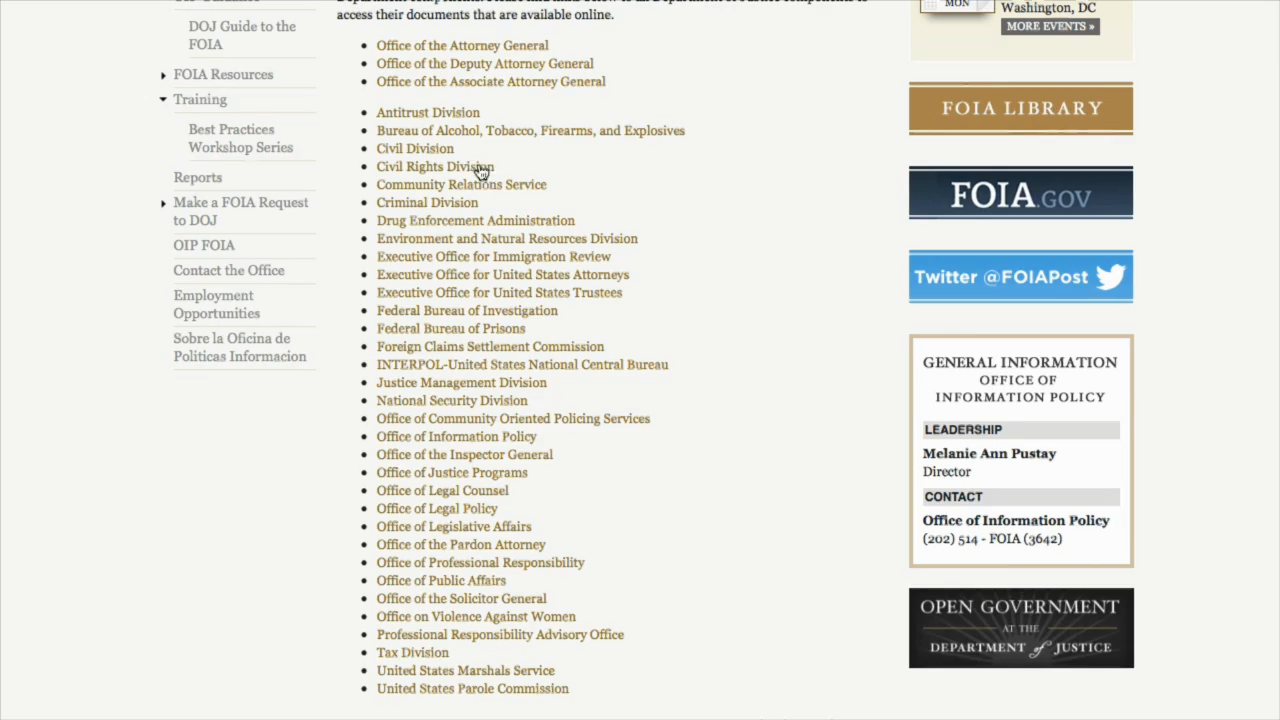 DOJ Guide to the
FOIA
FOIA Resources
Training
Best Practices
Workshop Series
Reports
Make a FOIA Request
to DOJ
OIP FOIA
Contact the Office
Employment
Opportunities
Sobre la Oficina de
Politicas Informacion
access their documents that are available online.
Office of the Attorney General
Office of the Deputy Attorney General
Office of the Associate Attorney General
Antitrust Division
Bureau of Alcohol, Tobacco, Firearms, and Explosives
Civil Division
Civil Rights Division
Community Relations Service
Criminal Division
Drug Enforcement Administration
Environment and Natural Resources Division
Executive Office for Immigration Review
Executive Office for United States Attorneys
Executive Office for United States Trustees
Federal Bureau of Investigation
Federal Bureau of Prisons
Foreign Claims Settlement Commission
INTERPOL-United States National Central Bureau
Justice Management Division
National Security Division
Office of Community Oriented Policing Services
Office of Information Policy
Office of the Inspector General
Office of Justice Programs
Office of Legal Counsel
Office of Legal Policy
Office of Legislative Affairs
Office of the Pardon Attorney
Office of Professional Responsibility
Office of Public Affairs
Office of the Solicitor General
Office on Violence Against Women
Professional Responsibility Advisory Office
Tax Division
United States Marshals Service
United States Parole Commission
MON
Washington, DC
MORE EVENTS »
FOIA LIBRARY
FOIA.GOV
Twitter @FOIAPost
GENERAL INFORMATION
OFFICE OF
INFORMATION POLICY
LEADERSHIP
Melanie Ann Pustay
Director
CONTACT
Office of Information Policy
(202) 514 - FOIA (3642)
OPEN GOVERNMENT
AT THE
DEPARTMENT of JUSTICE